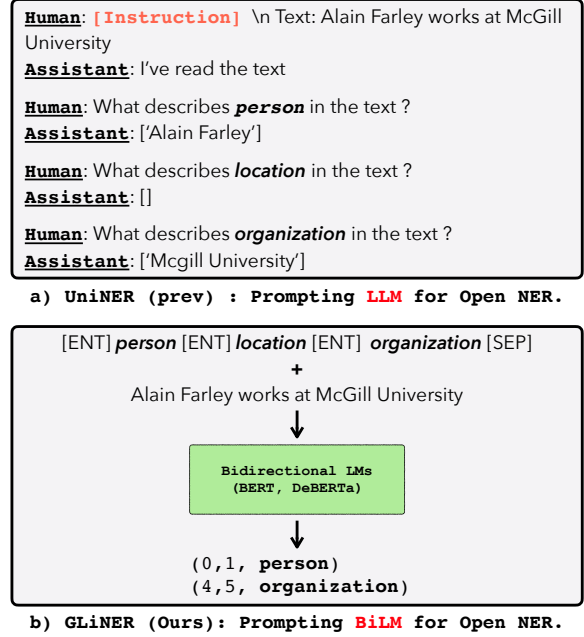 Human: [Instruction] \n Text: Alain Farley works at McGill
University
Assistant: I've read the text
Human: What describes person in the text ?
Assistant: ['Alain Farley']
Human: What describes location in the text ?
Assistant: []
Human: What describes organization in the text ?
Assistant: ['Mcgill University']
a) UniNER (prev) : Prompting LLM for Open NER.
[ENT] person [ENT] location [ENT] organization [SEP]
+
Alain Farley works at McGill University
Bidirectional LMs
(BERT, DeBERTa)
(0,1, person)
(4,5, organization)
b) GLiNER (Ours): Prompting BiLM for Open NER.